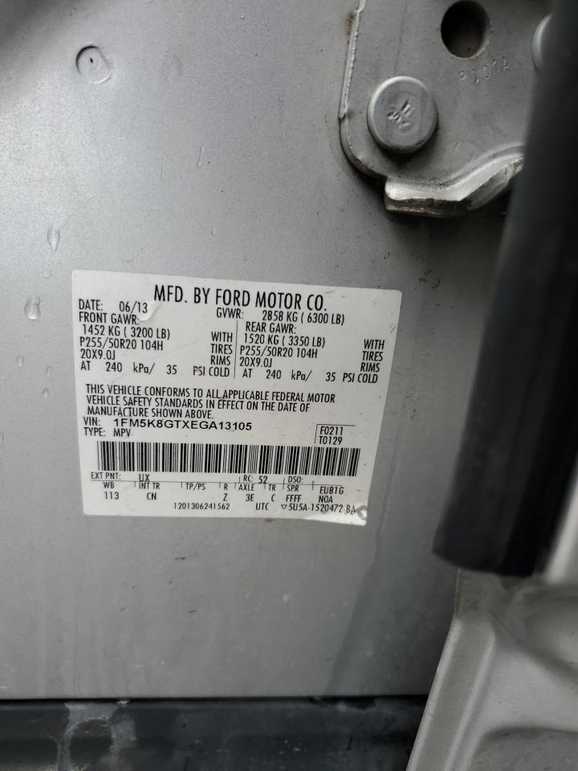 MFD. BY FORD MOTOR CO.
DATE: 06/13 GVWR: 2858 KG ( 6300 LB)
FRONT GAWR: REAR GAWR:
1452 KG ( 3200 LB) WITH 1520 KG ( 3350 LB) WITH
P255/50R20 104H TIRES P255/50R20 104H TIRES
20X9.0J RIMS 20X9.0J RIMS
AT 240 kPa/ 35 PSI COLD AT 240 kPa/ 35 PSI COLD
THIS VEHICLE CONFORMS TO ALL APPLICABLE FEDERAL MOTOR
VEHICLE SAFETY STANDARDS IN EFFECT ON THE DATE OF
MANUFACTURE SHOWN ABOVE.
VIN: 1FM5K8GTXEGA13105 F0211
TYPE: MPV T0129
EXT PNT: UX RC: 52 DSO:
WB INT TR TP/PS R AXLE TR SPR EUB1G
113 CN Z 3E C FFFF NOA
1201306241562 UTC ▽5U5A-1520472-BA